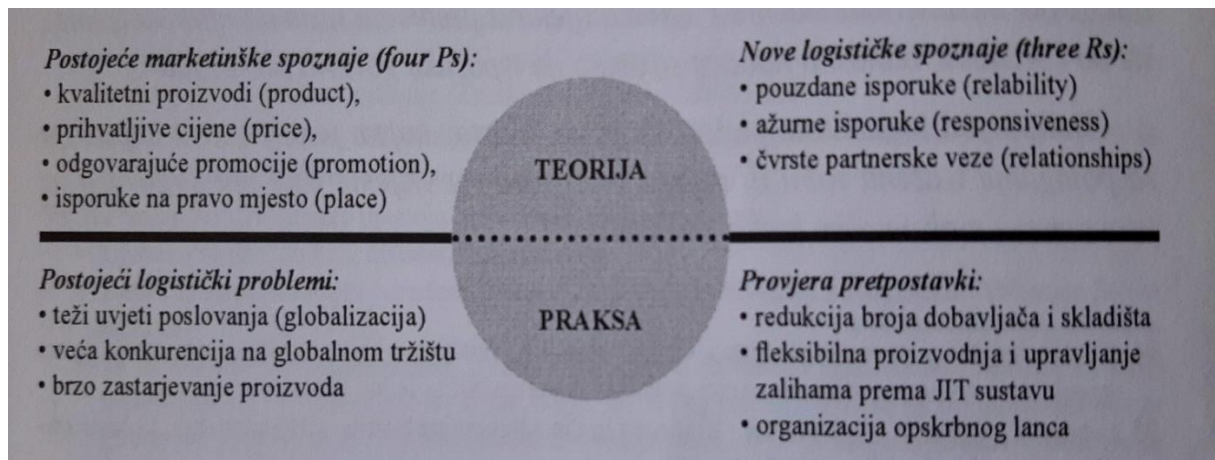 Postojeće marketinške spoznaje (four Ps):
• kvalitetni proizvodi (product),
• prihvatljive cijene (price),
• odgovarajuće promocije (promotion),
• isporuke na pravo mjesto (place)
TEORIJA
Nove logističke spoznaje (three Rs):
• pouzdane isporuke (relability)
• ažurne isporuke (responsiveness)
• čvrste partnerske veze (relationships)
Postojeći logistički problemi:
• teži uvjeti poslovanja (globalizacija)
• veća konkurencija na globalnom tržištu
• brzo zastarjevanje proizvoda
PRAKSA
Provjera pretpostavki:
• redukcija broja dobavljača i skladišta
• fleksibilna proizvodnja i upravljanje
zalihama prema JIT sustavu
• organizacija opskrbnog lanca